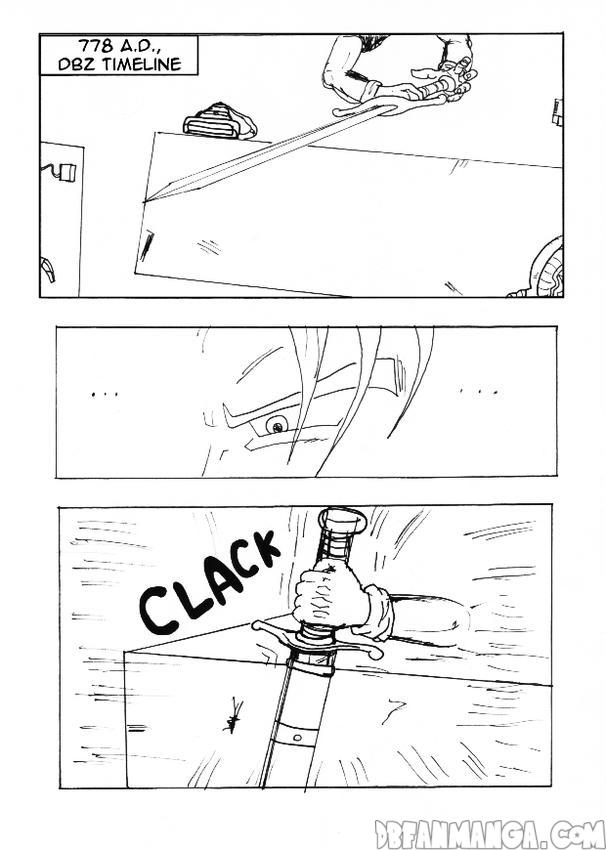 778 A.D.,
DBZ TIMELINE
...
...
CLACK
DBFANMANGA.COM